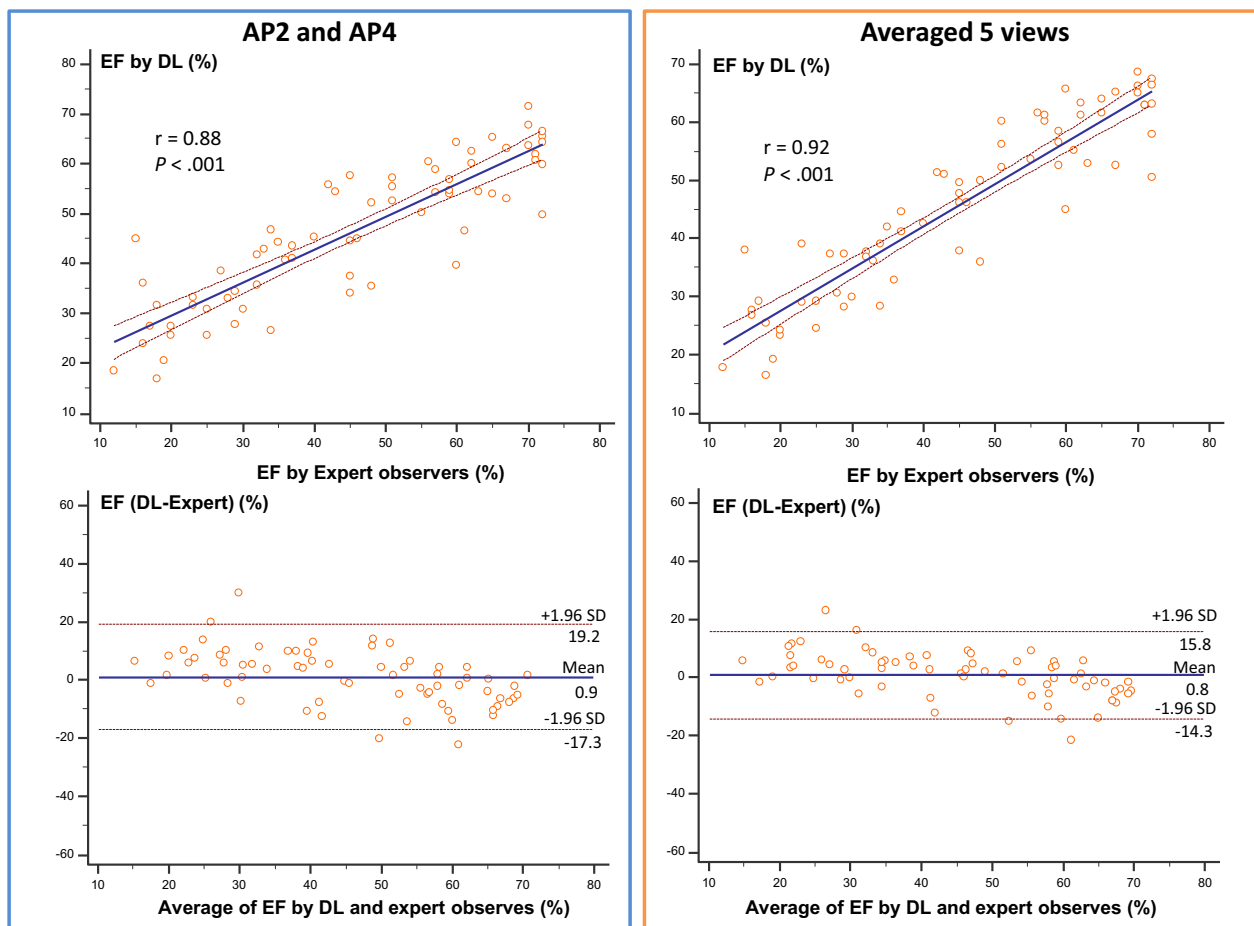 AP2 and AP4
EF by DL (%)
80
70
60
50
40
30
20
10
r = 0.88
P < .001
10 20 30 40 50 60 70 80
EF by Expert observers (%)
EF (DL-Expert) (%)
60
40
20
0
-20
-40
-60
+1.96 SD
19.2
Mean
0.9
-1.96 SD
-17.3
10 20 30 40 50 60 70 80
Average of EF by DL and expert observes (%)
Averaged 5 views
EF by DL (%)
70
60
50
40
30
20
10
r = 0.92
P < .001
10 20 30 40 50 60 70 80
EF by Expert observers (%)
EF (DL-Expert) (%)
60
40
20
0
-20
-40
-60
+1.96 SD
15.8
Mean
0.8
-1.96 SD
-14.3
10 20 30 40 50 60 70 80
Average of EF by DL and expert observes (%)